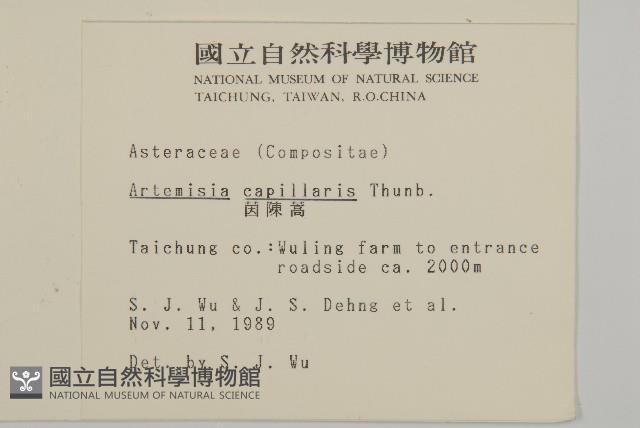 國立自然科學博物館
NATIONAL MUSEUM OF NATURAL SCIENCE
TAICHUNG, TAIWAN, R.O.CHINA
Asteraceae (Compositae)
Artemisia capillaris Thunb.
茵陳蒿
Taichung co.:Wuling farm to entrance
roadside ca. 2000m
S. J. Wu & J. S. Dehng et al.
Nov. 11, 1989
Det. by S. J. Wu
國立自然科學博物館
NATIONAL MUSEUM OF NATURAL SCIENCE